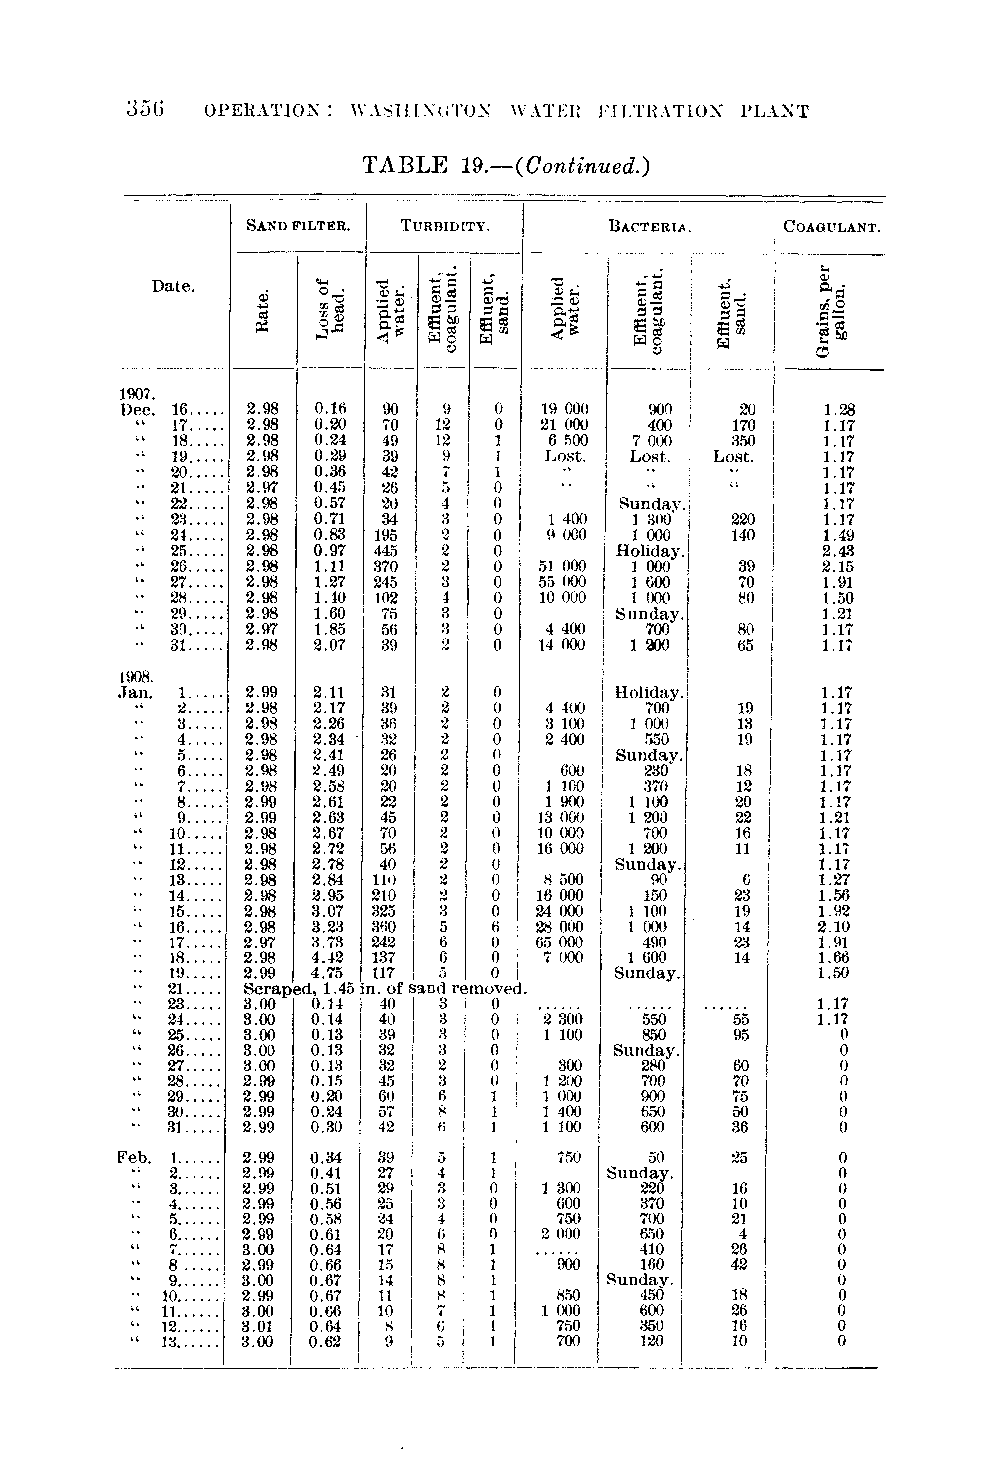 356 OPERATION: WASHINGTON WATER FILTRATION PLANT
TABLE 19.—(Continued.)
SAND FILTER. TURBIDITY. BACTERIA. COAGULANT.
Date. Rate. Loss of head. Applied water. Effluent, coagulant. Effluent, sand. Applied water. Effluent, coagulant. Effluent, sand. Grains, per gallon.
1907.
Dec. 16..... 2.98 0.16 90 9 0 19 000 900 20 1.28
“ 17..... 2.98 0.20 70 12 0 21 000 400 170 1.17
“ 18..... 2.98 0.24 49 12 1 6 500 7 000 350 1.17
“ 19..... 2.98 0.29 39 9 1 Lost. Lost. Lost. 1.17
“ 20..... 2.98 0.36 42 7 1 “ “ “ 1.17
“ 21..... 2.97 0.45 26 5 0 “ “ “ 1.17
“ 22..... 2.98 0.57 20 4 0 Sunday. 1.17
“ 23..... 2.98 0.71 34 3 0 1 400 1 300 220 1.17
“ 24..... 2.98 0.83 195 2 0 9 000 1 000 140 1.49
“ 25..... 2.98 0.97 445 2 0 Holiday. 2.43
“ 26..... 2.98 1.11 370 2 0 51 000 1 000 39 2.15
“ 27..... 2.98 1.27 245 3 0 55 000 1 600 70 1.91
“ 28..... 2.98 1.40 102 4 0 10 000 1 000 80 1.50
“ 29..... 2.98 1.60 75 3 0 Sunday. 1.21
“ 30..... 2.97 1.85 56 3 0 4 400 700 80 1.17
“ 31..... 2.98 2.07 39 2 0 14 000 1 200 65 1.17
1908.
Jan. 1..... 2.99 2.11 31 2 0 Holiday. 1.17
“ 2..... 2.98 2.17 39 2 0 4 400 700 19 1.17
“ 3..... 2.98 2.26 36 2 0 3 100 1 000 13 1.17
“ 4..... 2.98 2.34 32 2 0 2 400 550 19 1.17
“ 5..... 2.98 2.41 26 2 0 Sunday. 1.17
“ 6..... 2.98 2.49 20 2 0 600 230 18 1.17
“ 7..... 2.98 2.58 20 2 0 1 100 370 12 1.17
“ 8..... 2.99 2.61 22 2 0 1 900 1 100 20 1.17
“ 9..... 2.99 2.63 45 2 0 13 000 1 200 22 1.21
“ 10..... 2.98 2.67 70 2 0 10 000 700 16 1.17
“ 11..... 2.98 2.72 56 2 0 16 000 1 200 11 1.17
“ 12..... 2.98 2.78 40 2 0 Sunday. 1.17
“ 13..... 2.98 2.84 110 2 0 8 500 90 6 1.27
“ 14..... 2.98 2.95 210 2 0 16 000 150 23 1.56
“ 15..... 2.98 3.07 325 3 0 24 000 1 100 19 1.92
“ 16..... 2.98 3.23 360 5 6 28 000 1 000 14 2.10
“ 17..... 2.97 3.73 242 6 0 65 000 490 23 1.91
“ 18..... 2.98 4.42 137 6 0 7 000 1 600 14 1.66
“ 19..... 2.99 4.75 117 5 0 Sunday. 1.50
“ 21..... Scraped, 1.45 in. of sand removed.
“ 23..... 3.00 0.14 40 3 0 ...... ...... ...... 1.17
“ 24..... 3.00 0.14 40 3 0 2 300 550 55 1.17
“ 25..... 3.00 0.13 39 3 0 1 100 850 95 0
“ 26..... 3.00 0.13 32 3 0 Sunday. 0
“ 27..... 3.00 0.13 32 2 0 300 280 60 0
“ 28..... 2.99 0.15 45 3 0 1 200 700 70 0
“ 29..... 2.99 0.20 60 6 1 1 000 900 75 0
“ 30..... 2.99 0.24 57 8 1 1 400 650 50 0
“ 31..... 2.99 0.30 42 6 1 1 100 600 36 0
Feb. 1...... 2.99 0.34 39 5 1 750 50 25 0
“ 2...... 2.99 0.41 27 4 1 Sunday. 0
“ 3...... 2.99 0.51 29 3 0 1 300 220 16 0
“ 4...... 2.99 0.56 25 3 0 600 370 10 0
“ 5...... 2.99 0.58 24 4 0 750 700 21 0
“ 6...... 2.99 0.61 20 6 0 2 000 650 4 0
“ 7...... 3.00 0.64 17 8 1 ...... 410 26 0
“ 8...... 2.99 0.66 15 8 1 900 160 42 0
“ 9...... 3.00 0.67 14 8 1 Sunday. 0
“ 10...... 2.99 0.67 11 8 1 850 450 18 0
“ 11...... 3.00 0.66 10 7 1 1 000 600 26 0
“ 12...... 3.01 0.64 8 6 1 750 350 16 0
“ 13...... 3.00 0.62 9 5 1 700 120 10 0